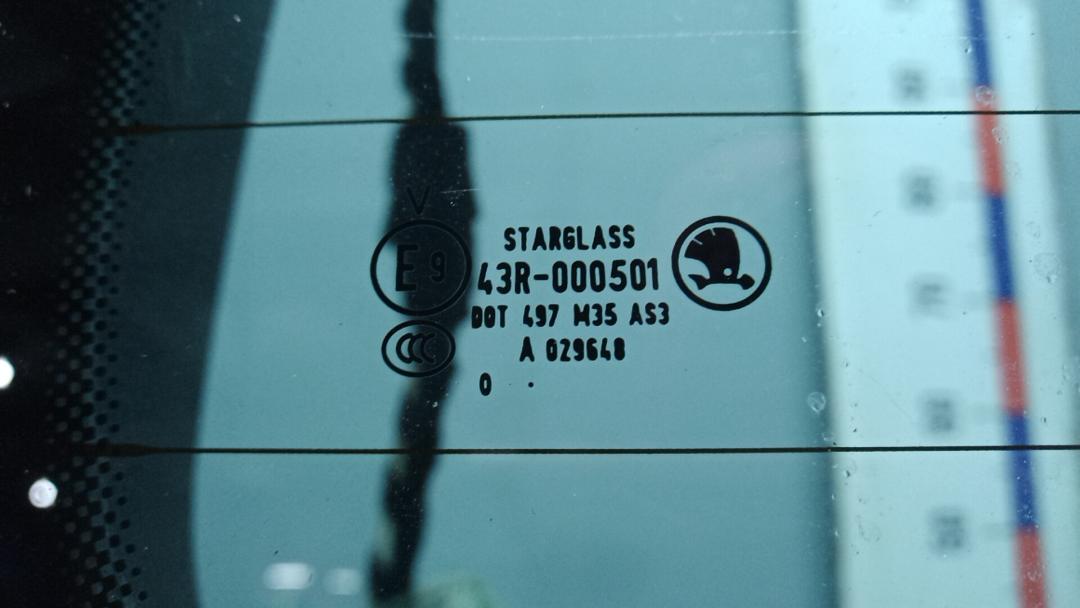 V
E 9
STARGLASS
43R-000501
DOT 497 M35 AS3
CCC
A 029648
0 .